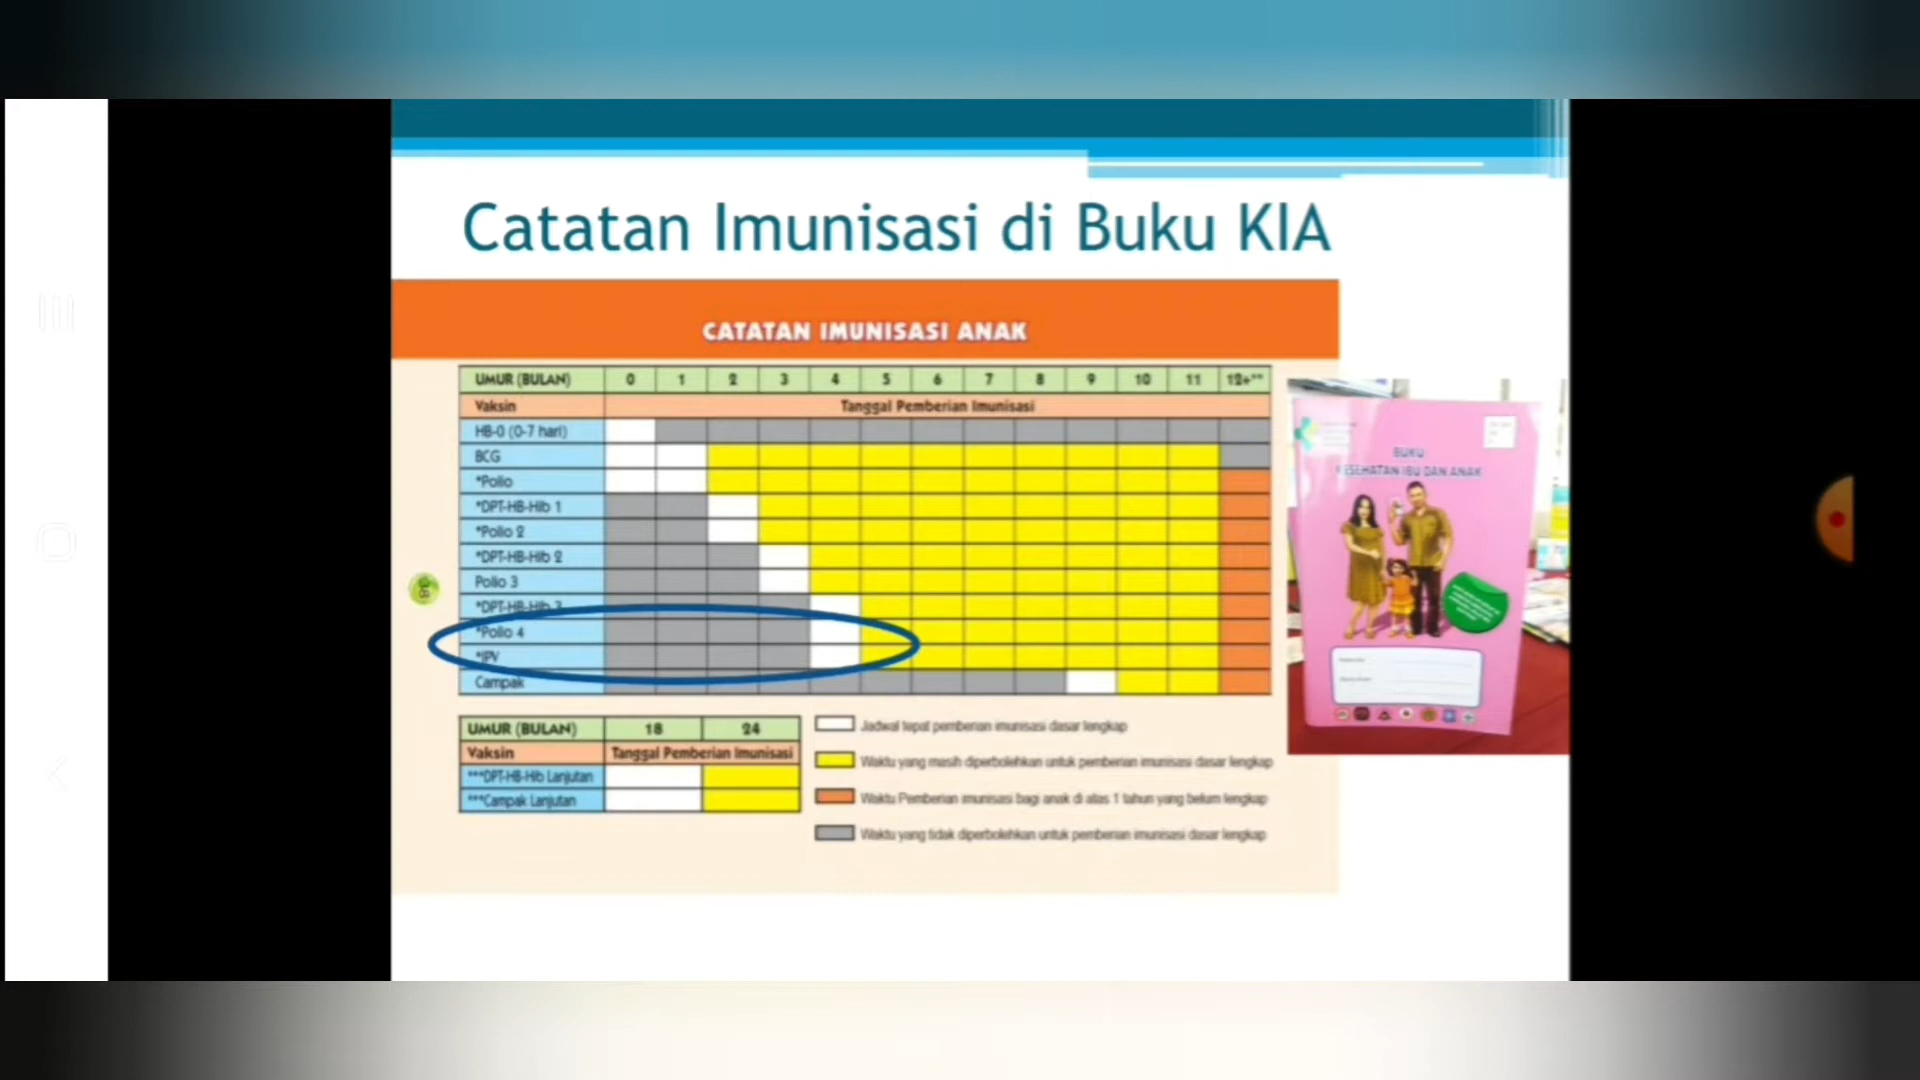 Catatan Imunisasi di Buku KIA
CATATAN IMUNISASI ANAK
UMUR (BULAN) 0 1 2 3 4 5 6 7 8 9 10 11 12+**
Vaksin Tanggal Pemberian Imunisasi
HB-0 (0-7 hari)
BCG
*Polio
*DPT-HB-Hib 1
*Polio 2
*DPT-HB-Hib 2
Polio 3
*DPT-HB-Hib 3
*Polio 4
*IPV
Campak
38
UMUR (BULAN) 18 24
Vaksin Tanggal Pemberian Imunisasi
***DPT-HB-Hib Lanjutan
***Campak Lanjutan
Jadwal tepat pemberian imunisasi dasar lengkap
Waktu yang masih diperbolehkan untuk pemberian imunisasi dasar lengkap
Waktu Pemberian imunisasi bagi anak di atas 1 tahun yang belum lengkap
Waktu yang tidak diperbolehkan untuk pemberian imunisasi dasar lengkap
BUKU
KESEHATAN IBU DAN ANAK